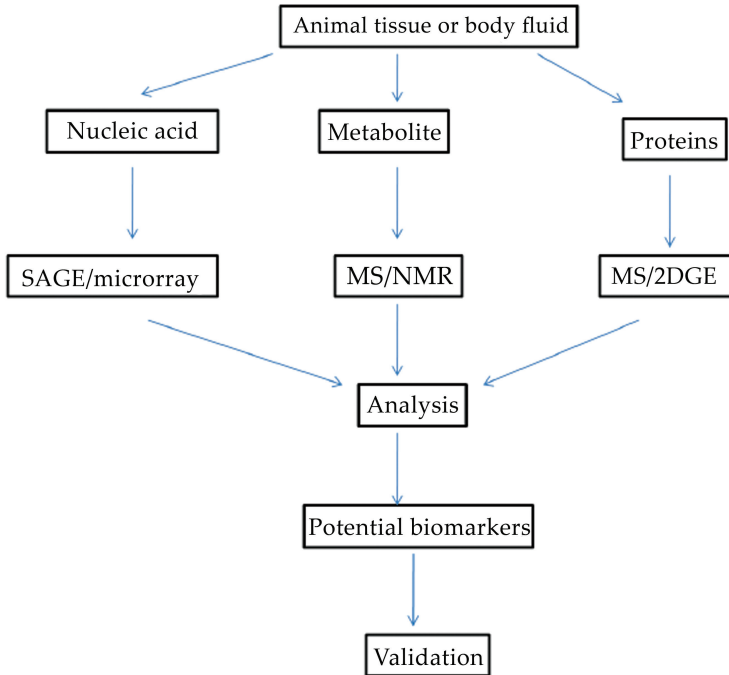 Animal tissue or body fluid
Nucleic acid
Metabolite
Proteins
SAGE/microrray
MS/NMR
MS/2DGE
Analysis
Potential biomarkers
Validation